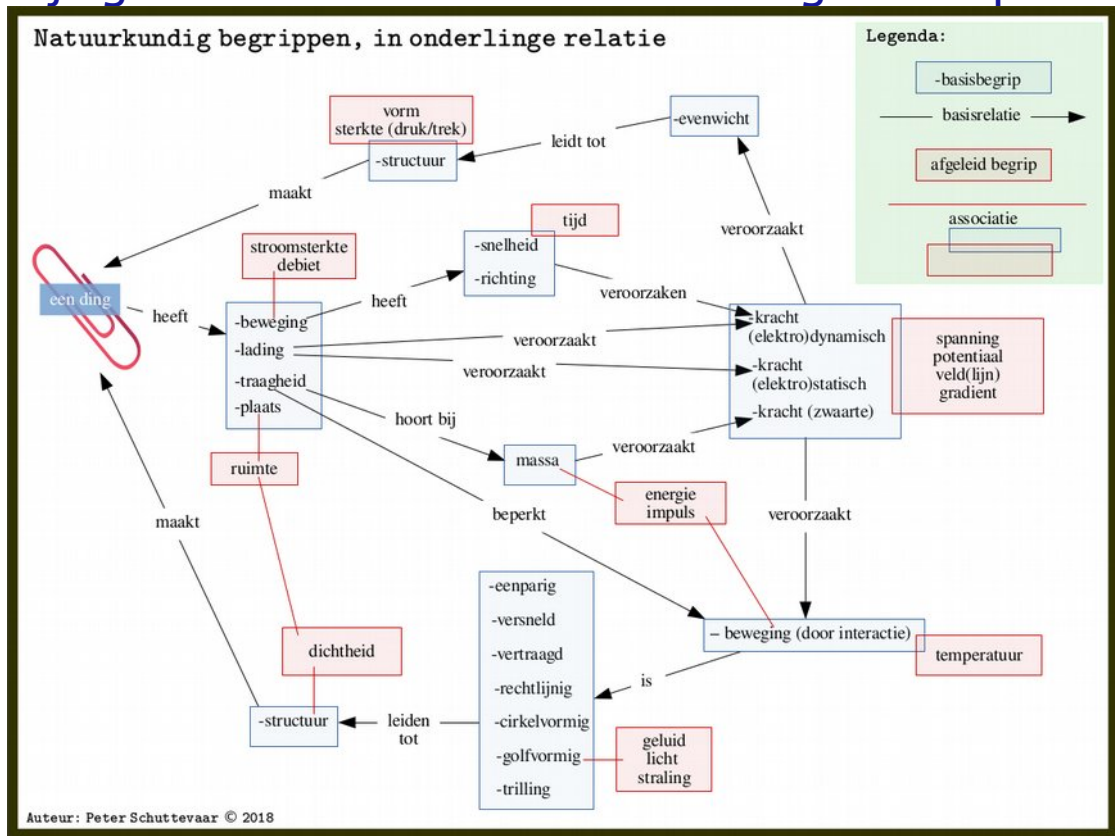 Natuurkundig begrippen, in onderlinge relatie
Legenda:
-basisbegrip
basisrelatie
afgeleid begrip
associatie
vorm
sterkte (druk/trek)
-structuur
leidt tot
-evenwicht
maakt
veroorzaakt
tijd
-snelheid
-richting
stroomsterkte
debiet
een ding
heeft
heeft
veroorzaken
-beweging
-lading
-traagheid
-plaats
veroorzaakt
veroorzaakt
-kracht
(elektro)dynamisch
-kracht
(elektro)statisch
-kracht (zwaarte)
spanning
potentiaal
veld(lijn)
gradient
hoort bij
massa
veroorzaakt
ruimte
energie
impuls
maakt
beperkt
veroorzaakt
-eenparig
-versneld
-vertraagd
-rechtlijnig
-cirkelvormig
-golfvormig
-trilling
– beweging (door interactie)
temperatuur
is
dichtheid
-structuur
leiden
tot
geluid
licht
straling
Auteur: Peter Schuttevaar © 2018